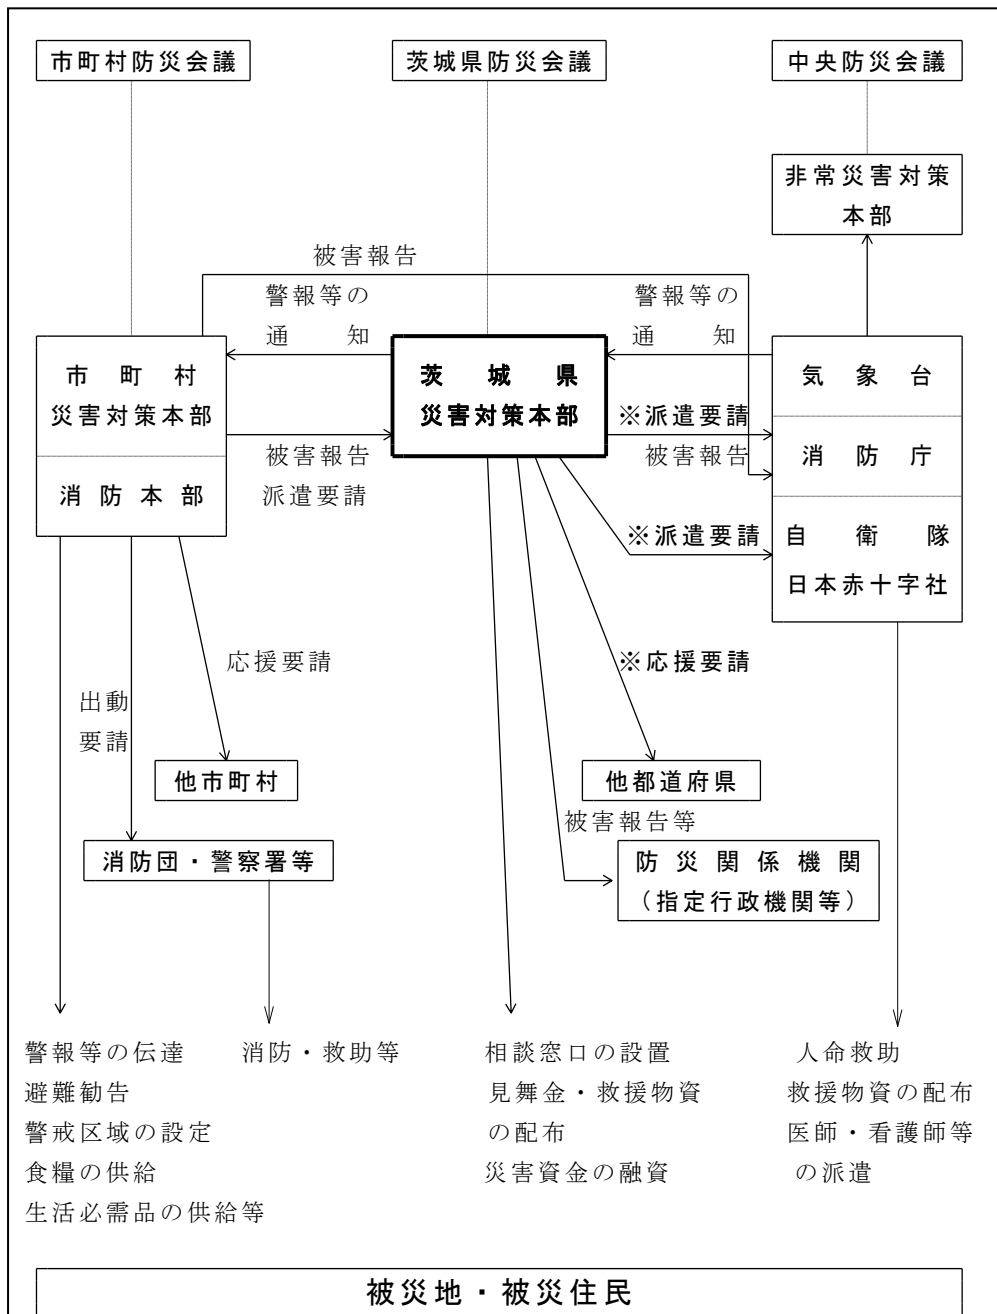 市町村防災会議
茨城県防災会議
中央防災会議
非常災害対策
本部
被害報告
警報等の
通 知
警報等の
通 知
市 町 村
災害対策本部
消防本部
茨 城 県
災害対策本部
気象台
消防庁
自 衛 隊
日本赤十字社
※派遣要請
被害報告
被害報告
派遣要請
※派遣要請
応援要請
※応援要請
出動
要請
他市町村
他都道府県
被害報告等
消防団・警察署等
防災関係機関
(指定行政機関等)
警報等の伝達
避難勧告
警戒区域の設定
食糧の供給
生活必需品の供給等
消防・救助等
相談窓口の設置
見舞金・救援物資
の配布
災害資金の融資
人命救助
救援物資の配布
医師・看護師等
の派遣
被災地・被災住民